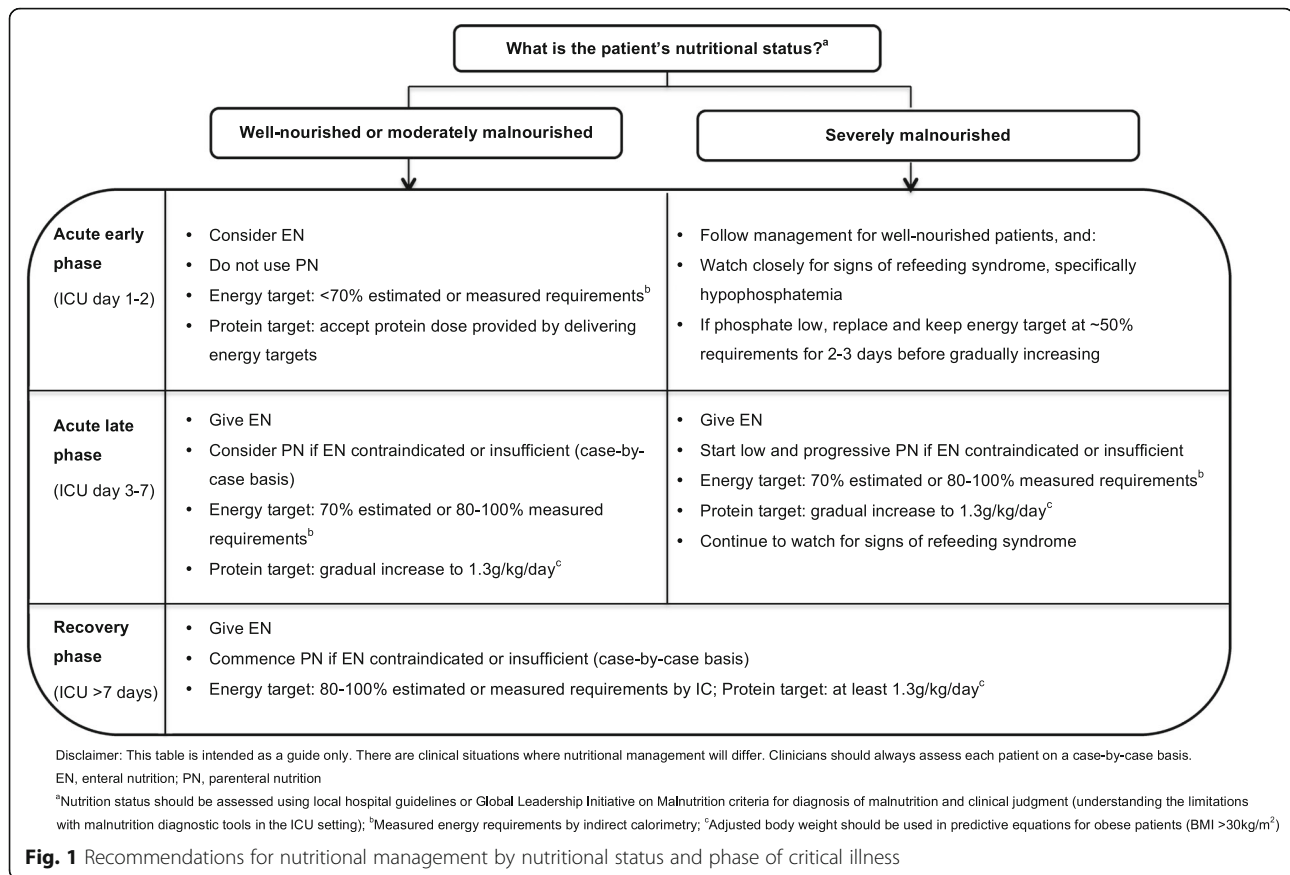 What is the patient's nutritional status?ᵃ
Well-nourished or moderately malnourished
Severely malnourished
Acute early
phase
(ICU day 1-2)
• Consider EN
• Do not use PN
• Energy target: <70% estimated or measured requirementsᵇ
• Protein target: accept protein dose provided by delivering
energy targets
• Follow management for well-nourished patients, and:
• Watch closely for signs of refeeding syndrome, specifically
hypophosphatemia
• If phosphate low, replace and keep energy target at ~50%
requirements for 2-3 days before gradually increasing
Acute late
phase
(ICU day 3-7)
• Give EN
• Consider PN if EN contraindicated or insufficient (case-by-
case basis)
• Energy target: 70% estimated or 80-100% measured
requirementsᵇ
• Protein target: gradual increase to 1.3g/kg/dayᶜ
• Give EN
• Start low and progressive PN if EN contraindicated or insufficient
• Energy target: 70% estimated or 80-100% measured requirementsᵇ
• Protein target: gradual increase to 1.3g/kg/dayᶜ
• Continue to watch for signs of refeeding syndrome
Recovery
phase
(ICU >7 days)
• Give EN
• Commence PN if EN contraindicated or insufficient (case-by-case basis)
• Energy target: 80-100% estimated or measured requirements by IC; Protein target: at least 1.3g/kg/dayᶜ
Disclaimer: This table is intended as a guide only. There are clinical situations where nutritional management will differ. Clinicians should always assess each patient on a case-by-case basis.
EN, enteral nutrition; PN, parenteral nutrition
ᵃNutrition status should be assessed using local hospital guidelines or Global Leadership Initiative on Malnutrition criteria for diagnosis of malnutrition and clinical judgment (understanding the limitations
with malnutrition diagnostic tools in the ICU setting); ᵇMeasured energy requirements by indirect calorimetry; ᶜAdjusted body weight should be used in predictive equations for obese patients (BMI >30kg/m²)
Fig. 1 Recommendations for nutritional management by nutritional status and phase of critical illness